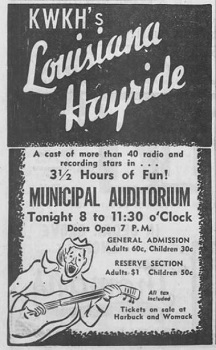 KWKH's
Louisiana
Hayride
A cast of more than 40 radio and
recording stars in . . .
3½ Hours of Fun!
MUNICIPAL AUDITORIUM
Tonight 8 to 11:30 o'Clock
Doors Open 7 P.M.
GENERAL ADMISSION
Adults 60c, Children 30c
RESERVE SECTION
Adults $1 Children 50c
All tax
included
Tickets on sale at
Harbuck and Womack